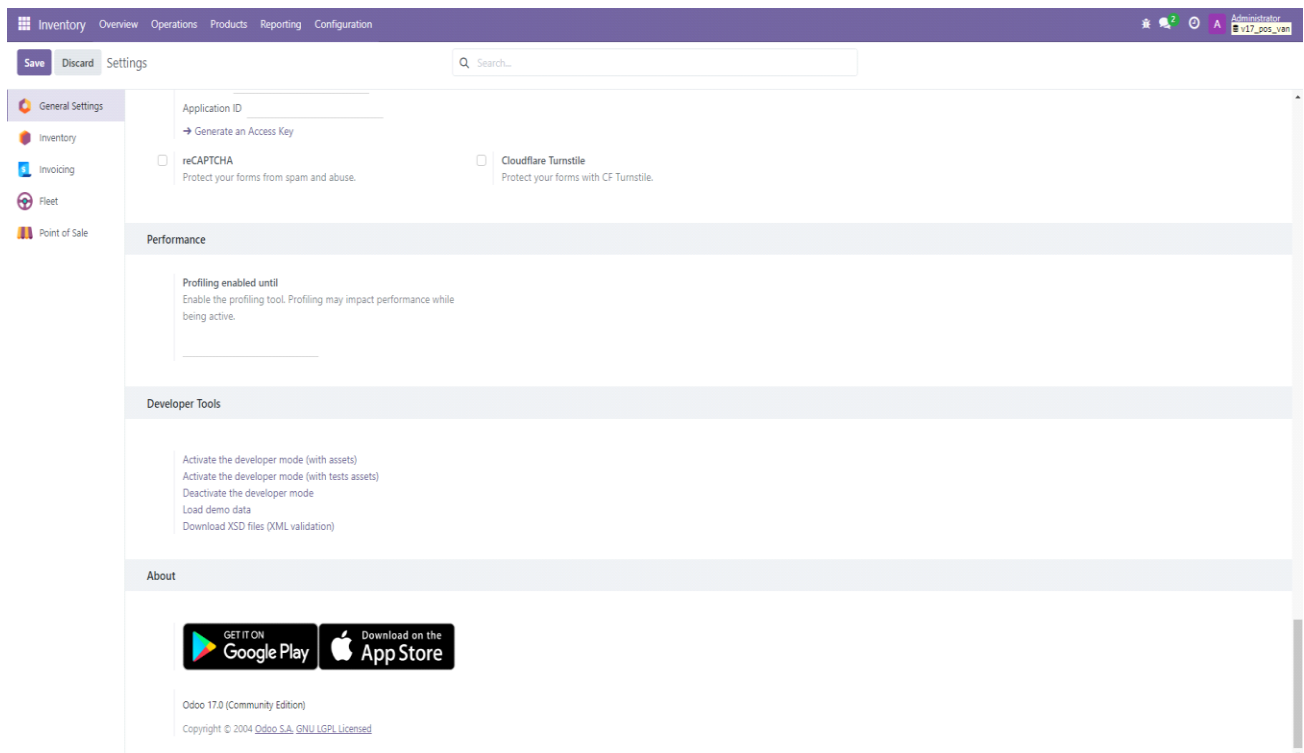 Inventory Overview Operations Products Reporting Configuration
2
A
Administrator
v17_pos_van
Save Discard Settings
Search...
General Settings
Inventory
Invoicing
Fleet
Point of Sale
Application ID
Generate an Access Key
reCAPTCHA
Protect your forms from spam and abuse.
Cloudflare Turnstile
Protect your forms with CF Turnstile.
Performance
Profiling enabled until
Enable the profiling tool. Profiling may impact performance while
being active.
Developer Tools
Activate the developer mode (with assets)
Activate the developer mode (with tests assets)
Deactivate the developer mode
Load demo data
Download XSD files (XML validation)
About
GET IT ON
Google Play
Download on the
App Store
Odoo 17.0 (Community Edition)
Copyright © 2004 Odoo S.A. GNU LGPL Licensed